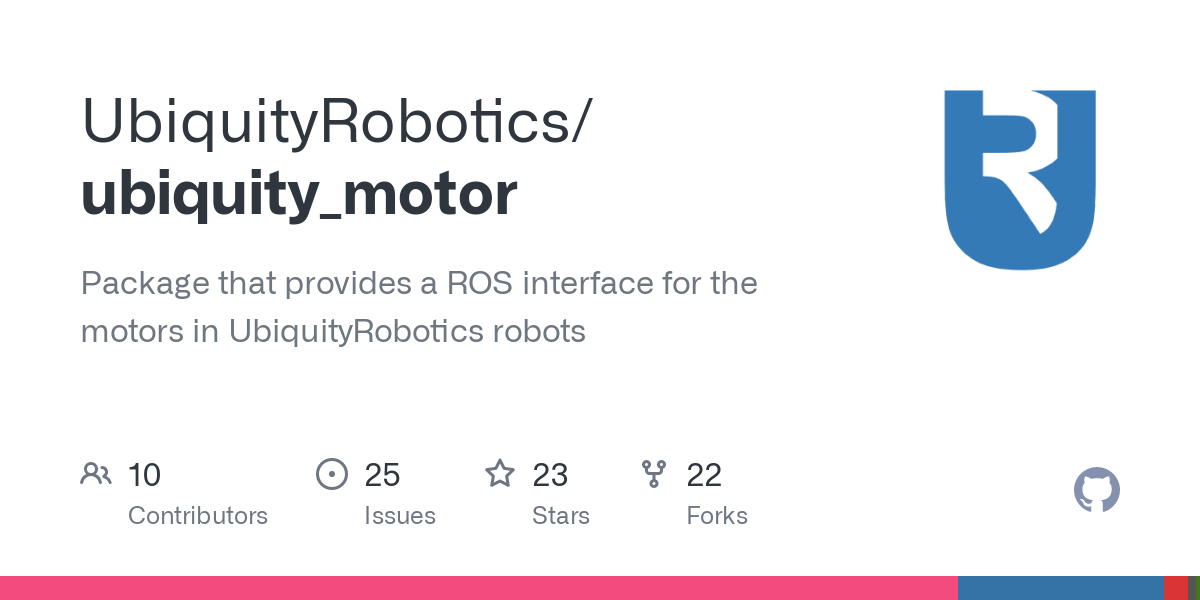 UbiquityRobotics/
ubiquity_motor
Package that provides a ROS interface for the
motors in UbiquityRobotics robots
10
Contributors
25
Issues
23
Stars
22
Forks